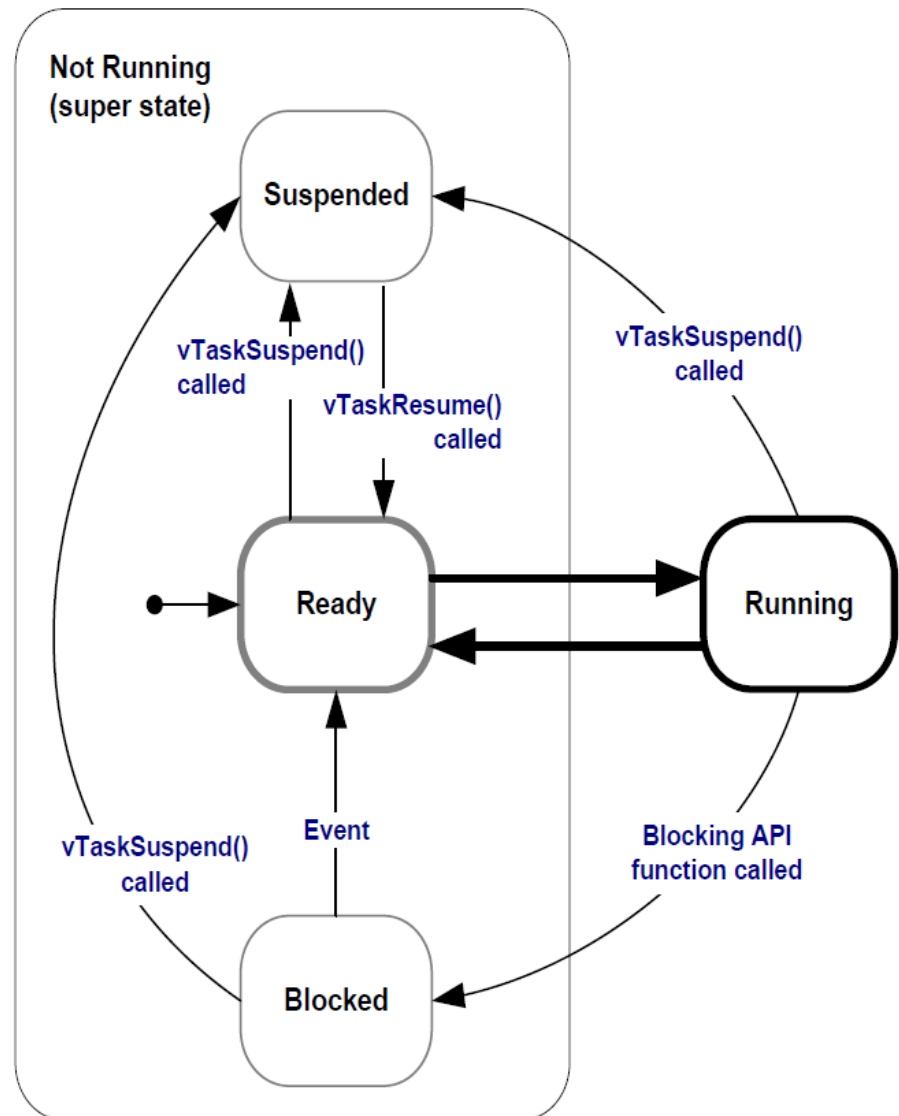 Not Running
(super state)
Suspended
vTaskSuspend()
called
vTaskResume()
called
vTaskSuspend()
called
Ready
Running
Event
vTaskSuspend()
called
Blocking API
function called
Blocked